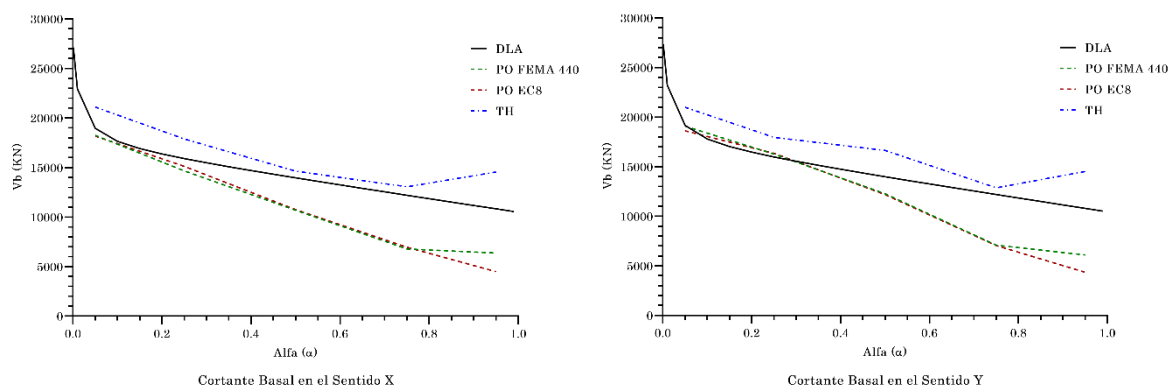 30000
25000
20000
15000
10000
5000
0
Vb (KN)
0.0
0.2
0.4
0.6
0.8
1.0
Alfa (α)
DLA
PO FEMA 440
PO EC8
TH
Cortante Basal en el Sentido X
30000
25000
20000
15000
10000
5000
0
Vb (KN)
0.0
0.2
0.4
0.6
0.8
1.0
Alfa (α)
DLA
PO FEMA 440
PO EC8
TH
Cortante Basal en el Sentido Y